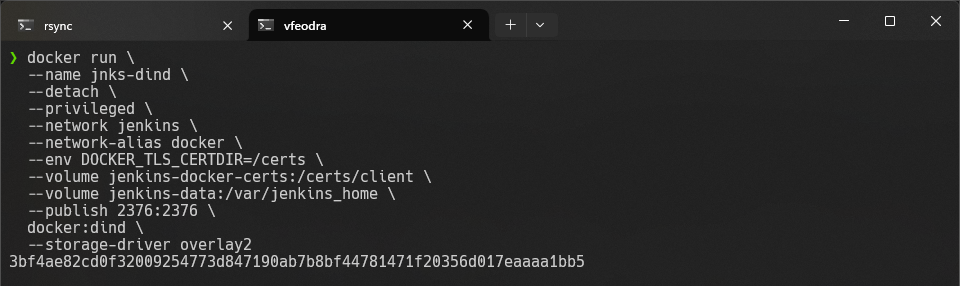 rsync
vfeodra
❯ docker run \
--name jnks-dind \
--detach \
--privileged \
--network jenkins \
--network-alias docker \
--env DOCKER_TLS_CERTDIR=/certs \
--volume jenkins-docker-certs:/certs/client \
--volume jenkins-data:/var/jenkins_home \
--publish 2376:2376 \
docker:dind \
--storage-driver overlay2
3bf4ae82cd0f32009254773d847190ab7b8bf44781471f20356d017eaaaa1bb5